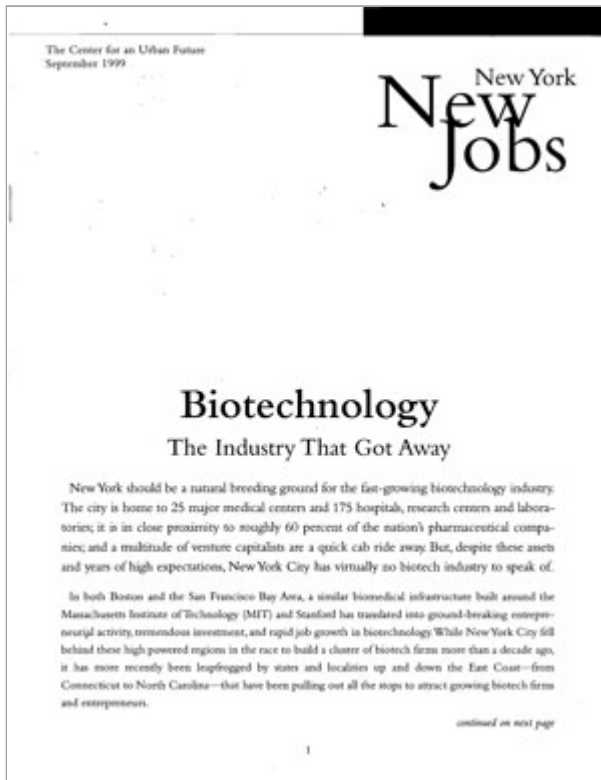 The Center for an Urban Future
September 1999
New York
New
Jobs
Biotechnology
The Industry That Got Away
New York should be a natural breeding ground for the fast-growing biotechnology industry.
The city is home to 25 major medical centers and 175 hospitals, research centers and labora-
tories; it is in close proximity to roughly 60 percent of the nation's pharmaceutical compa-
nies; and a multitude of venture capitalists are a quick cab ride away. But, despite these assets
and years of high expectations, New York City has virtually no biotech industry to speak of.
In both Boston and the San Francisco Bay Area, a similar biomedical infrastructure built around the
Massachusetts Institute of Technology (MIT) and Stanford has translated into ground-breaking entrepre-
neurial activity, tremendous investment, and rapid job growth in biotechnology. While New York City fell
behind these high powered regions in the race to build a cluster of biotech firms more than a decade ago,
it has more recently been leapfrogged by states and localities up and down the East Coast—from
Connecticut to North Carolina—that have been pulling out all the stops to attract growing biotech firms
and entrepreneurs.
continued on next page
1